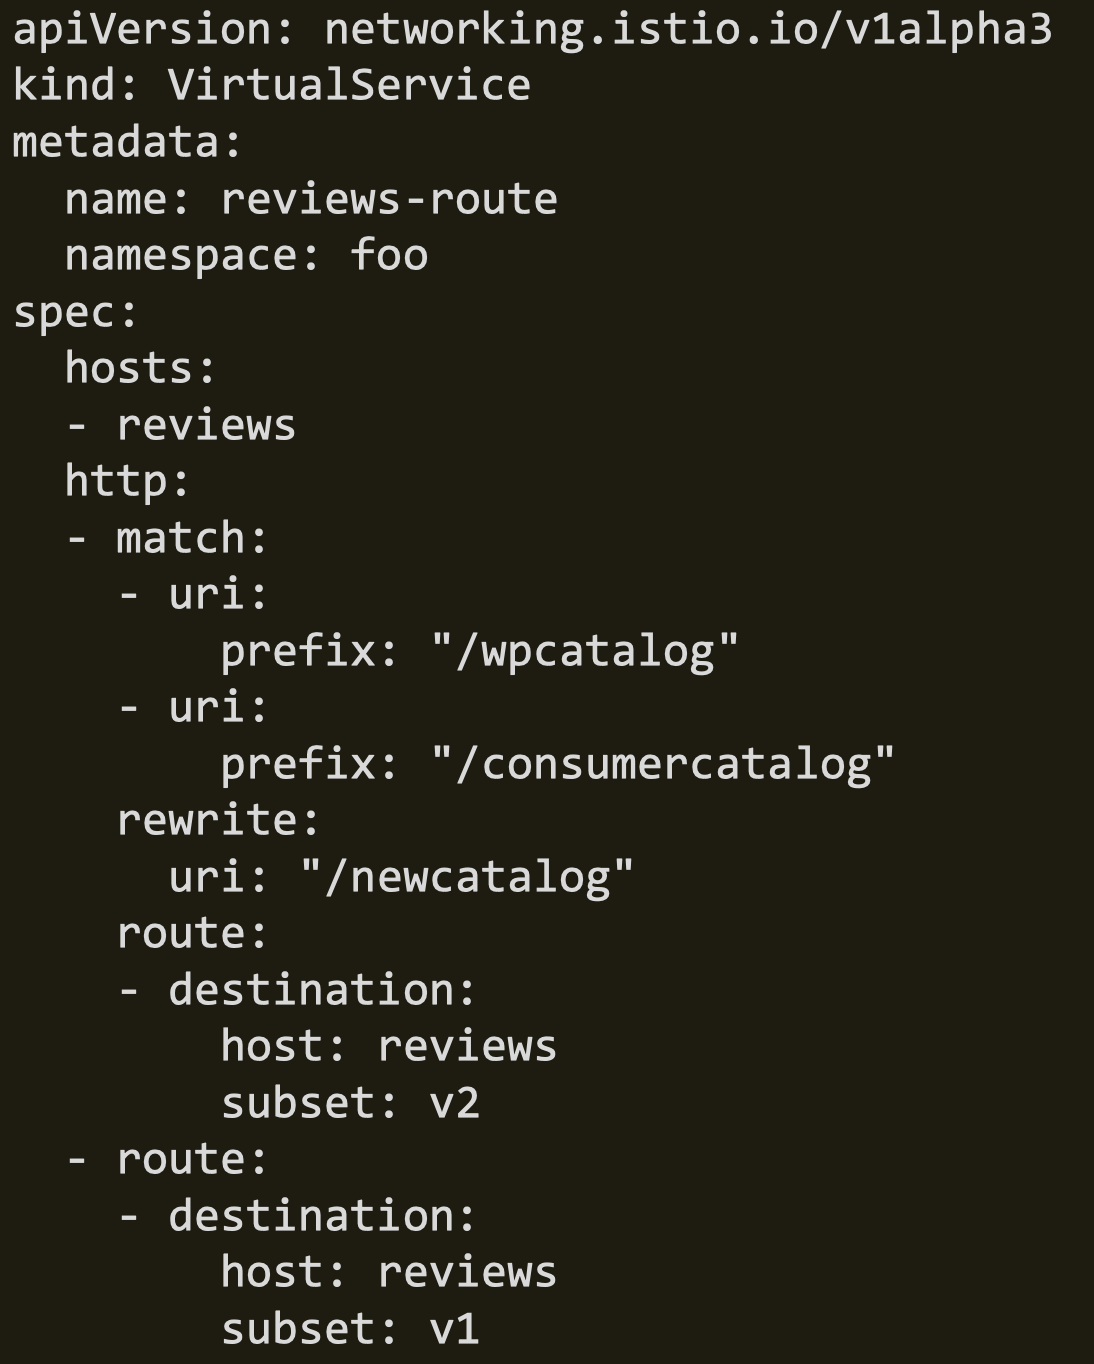 apiVersion: networking.istio.io/v1alpha3
kind: VirtualService
metadata:
  name: reviews-route
  namespace: foo
spec:
  hosts:
  - reviews
  http:
  - match:
    - uri:
        prefix: "/wpcatalog"
    - uri:
        prefix: "/consumercatalog"
    rewrite:
      uri: "/newcatalog"
    route:
    - destination:
        host: reviews
        subset: v2
  - route:
    - destination:
        host: reviews
        subset: v1